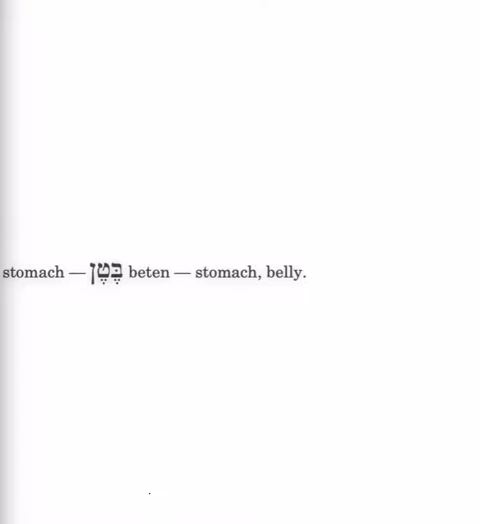 stomach — בֶּטֶן beten — stomach, belly.